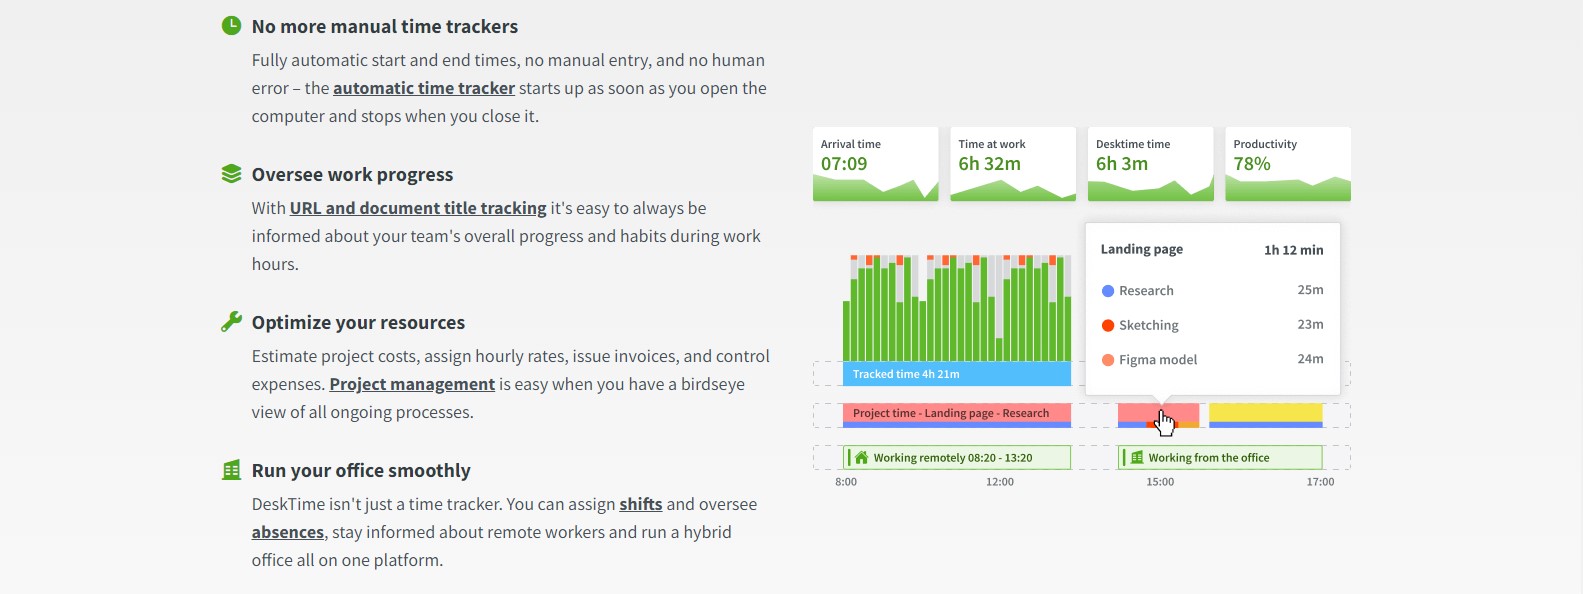 No more manual time trackers
Fully automatic start and end times, no manual entry, and no human
error – the automatic time tracker starts up as soon as you open the
computer and stops when you close it.
Oversee work progress
With URL and document title tracking it's easy to always be
informed about your team's overall progress and habits during work
hours.
Optimize your resources
Estimate project costs, assign hourly rates, issue invoices, and control
expenses. Project management is easy when you have a birdseye
view of all ongoing processes.
Run your office smoothly
DeskTime isn't just a time tracker. You can assign shifts and oversee
absences, stay informed about remote workers and run a hybrid
office all on one platform.
Arrival time
07:09
Time at work
6h 32m
Desktime time
6h 3m
Productivity
78%
Landing page 1h 12 min
Research 25m
Sketching 23m
Figma model 24m
Tracked time 4h 21m
Project time - Landing page - Research
Working remotely 08:20 - 13:20
Working from the office
8:00 12:00 15:00 17:00